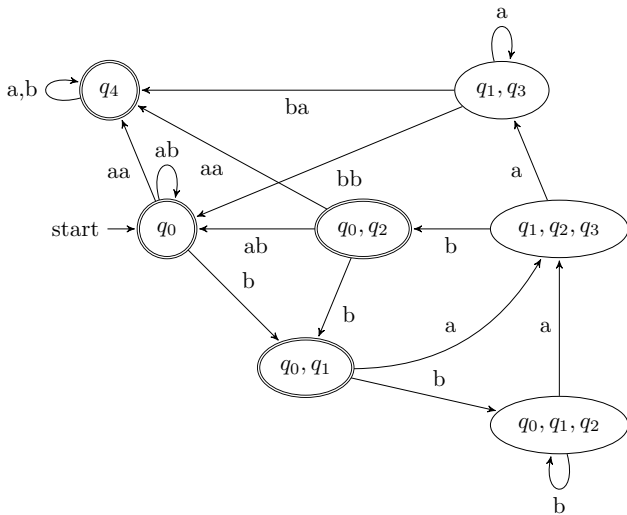 a
a,b
q4
q1, q3
ba
ab
aa
aa
bb
a
start
q0
ab
q0, q2
b
q1, q2, q3
b
b
a
a
q0, q1
b
q0, q1, q2
b